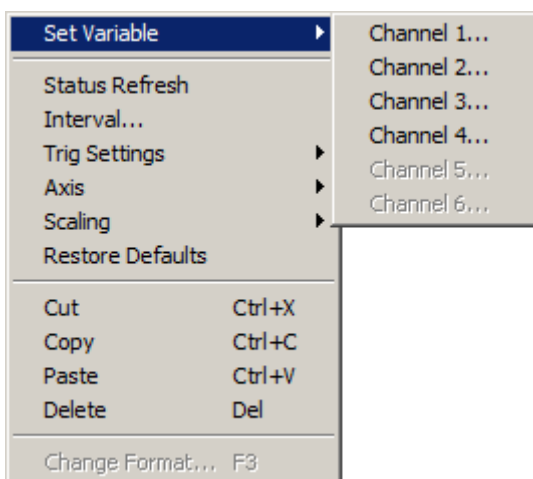 Set Variable
Channel 1...
Channel 2...
Channel 3...
Channel 4...
Channel 5...
Channel 6...
Status Refresh
Interval...
Trig Settings
Axis
Scaling
Restore Defaults
Cut Ctrl+X
Copy Ctrl+C
Paste Ctrl+V
Delete Del
Change Format... F3